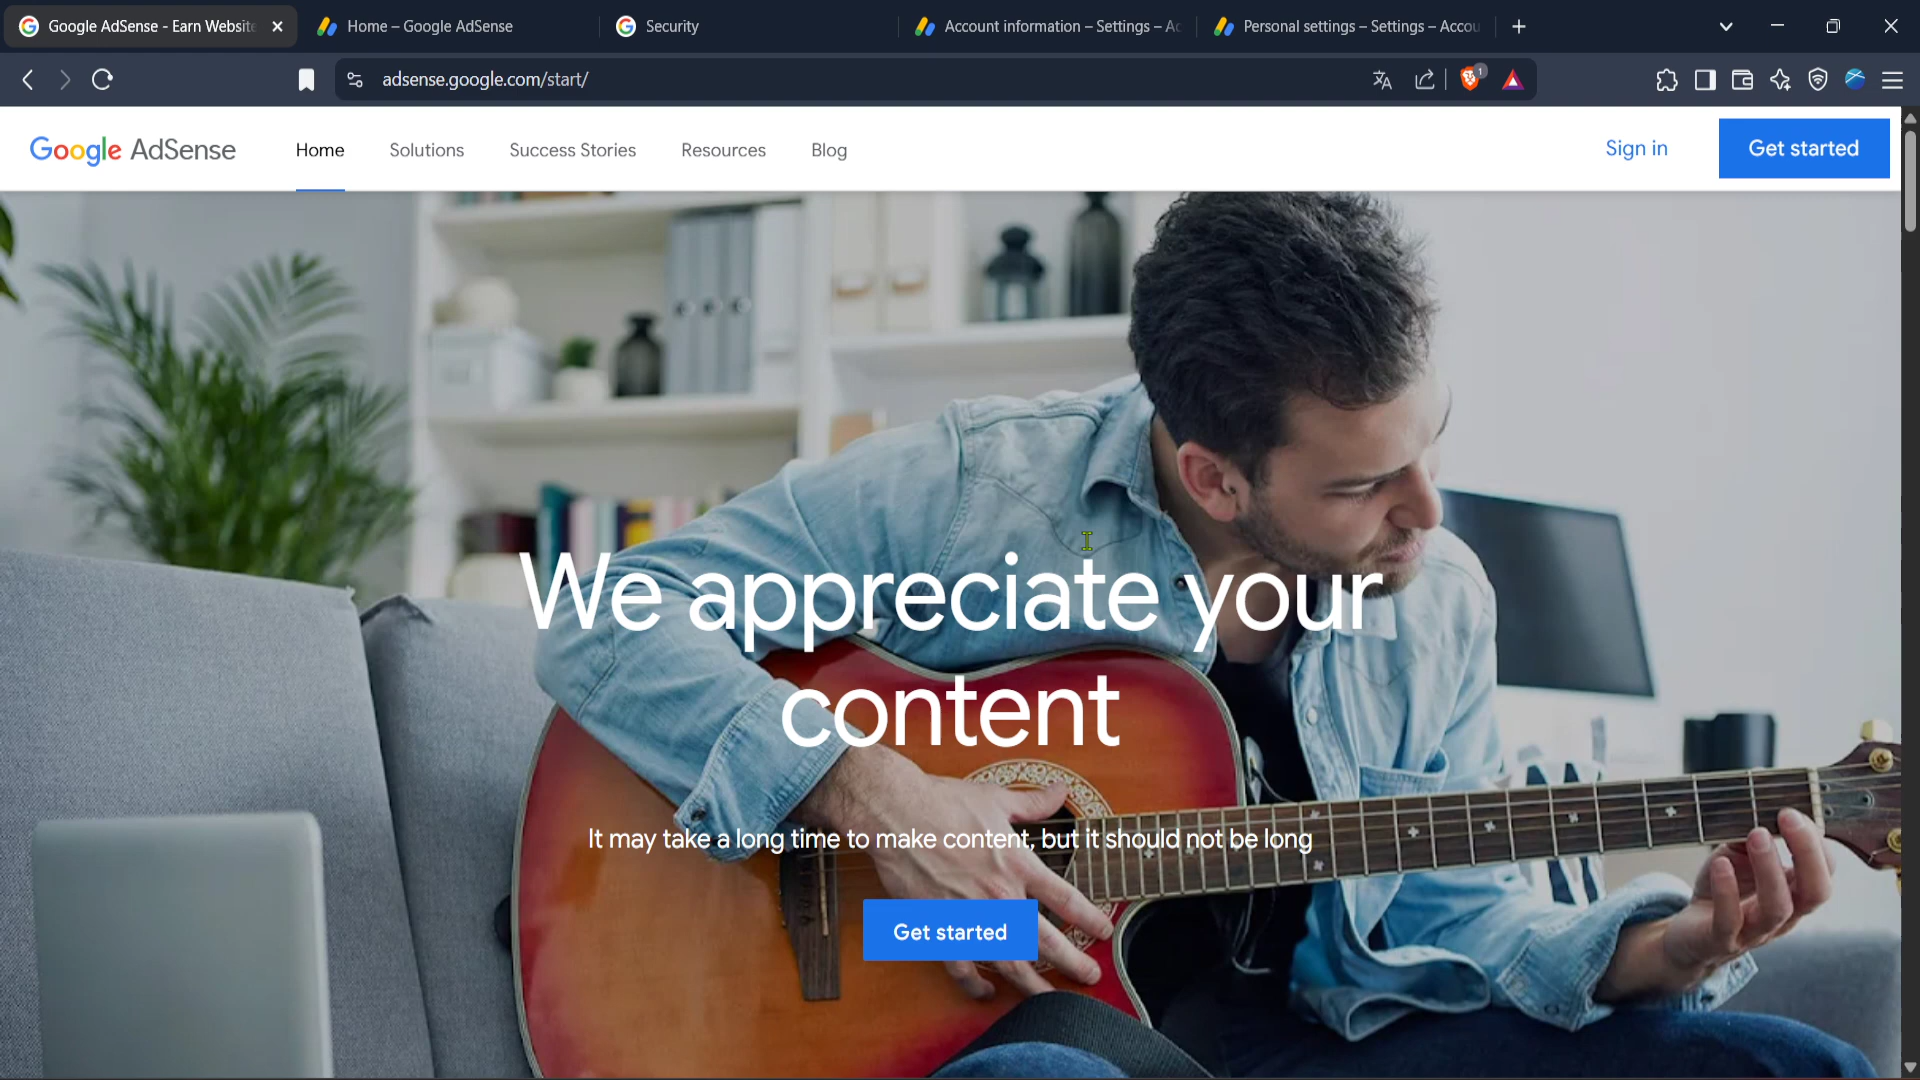 Google AdSense - Earn Website
Home – Google AdSense
Security
Account information – Settings – Ac
Personal settings – Settings – Accou
adsense.google.com/start/
1
Google AdSense
Home
Solutions
Success Stories
Resources
Blog
Sign in
Get started
We appreciate your
content
It may take a long time to make content, but it should not be long
Get started